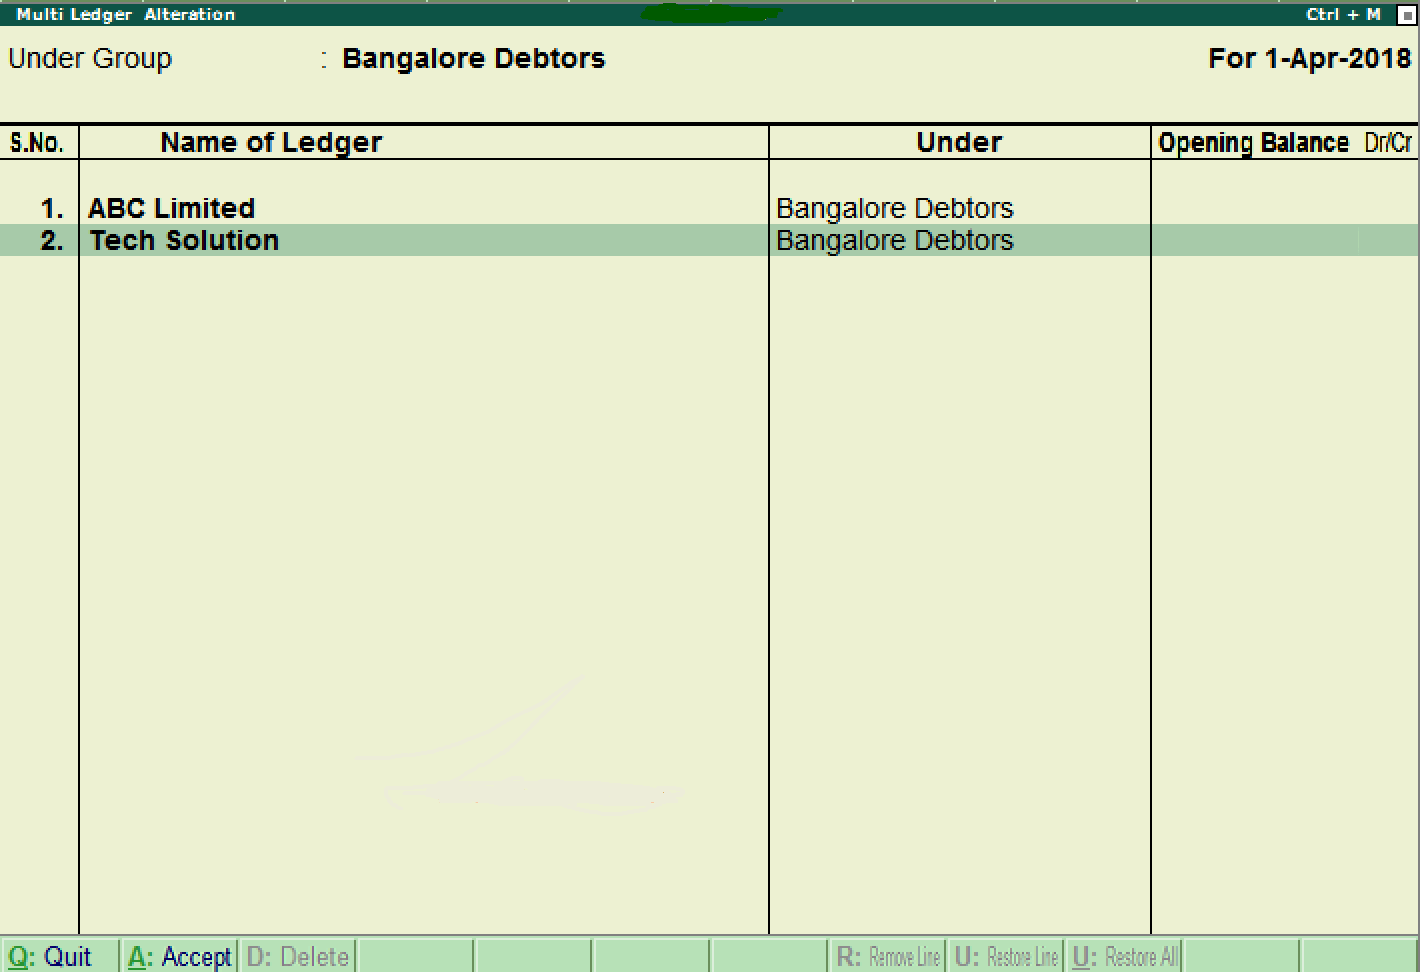 Multi Ledger Alteration Ctrl + M
Under Group : Bangalore Debtors For 1-Apr-2018
S.No. Name of Ledger Under Opening Balance Dr/Cr
1. ABC Limited Bangalore Debtors
2. Tech Solution Bangalore Debtors
Q: Quit A: Accept D: Delete R: Remove Line U: Restore Line U: Restore All